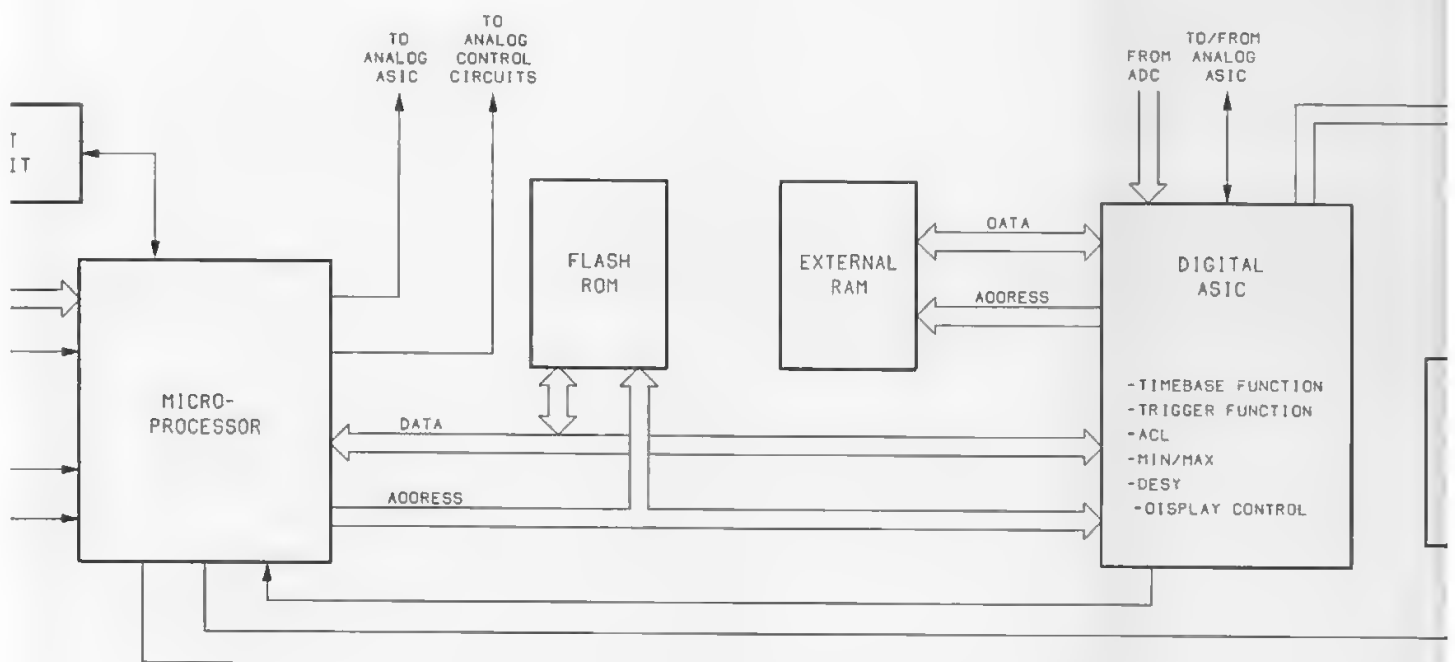 TO
ANALOG
ASIC
TO
ANALOG
CONTROL
CIRCUITS
FROM
ADC
TO/FROM
ANALOG
ASIC
T
IT
FLASH
ROM
EXTERNAL
RAM
DATA
ADDRESS
DIGITAL
ASIC
-TIMEBASE FUNCTION
-TRIGGER FUNCTION
-ACL
-MIN/MAX
-DESY
-DISPLAY CONTROL
MICRO-
PROCESSOR
DATA
ADDRESS